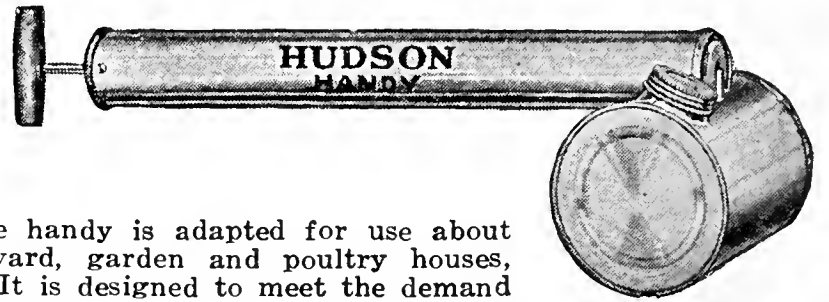 HUDSON
HANDY
e handy is adapted for use about
yard, garden and poultry houses,
It is designed to meet the demand